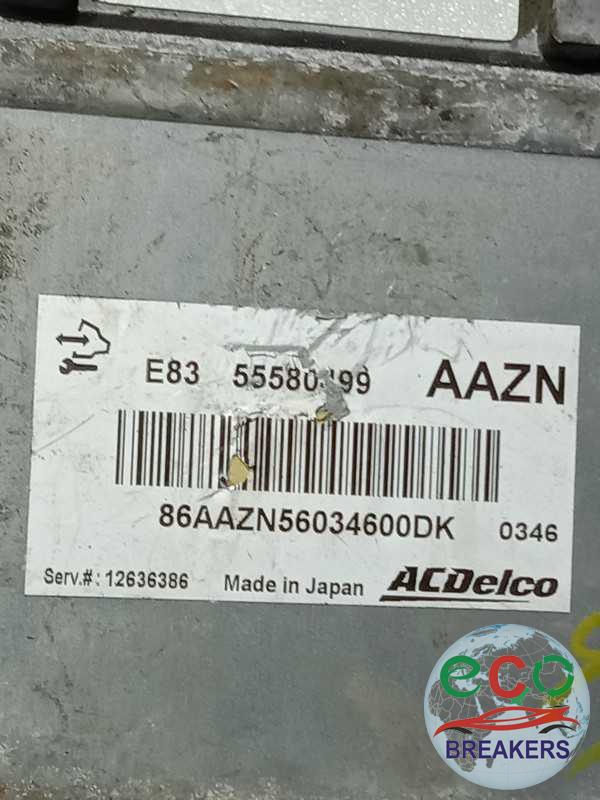 E83 AAZN
86AAZN56034600DK 0346
Serv.#: 12636386 Made in Japan ACDelco
eco
BREAKERS